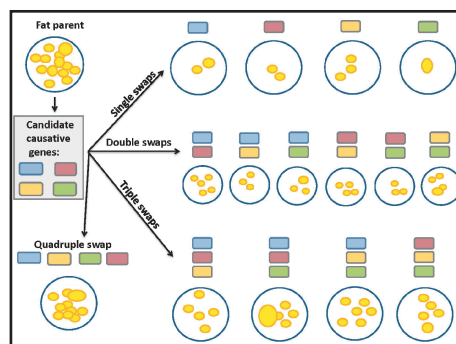 Fat parent
Candidate
causative
genes:
Single swaps
Double swaps
Triple swaps
Quadruple swap